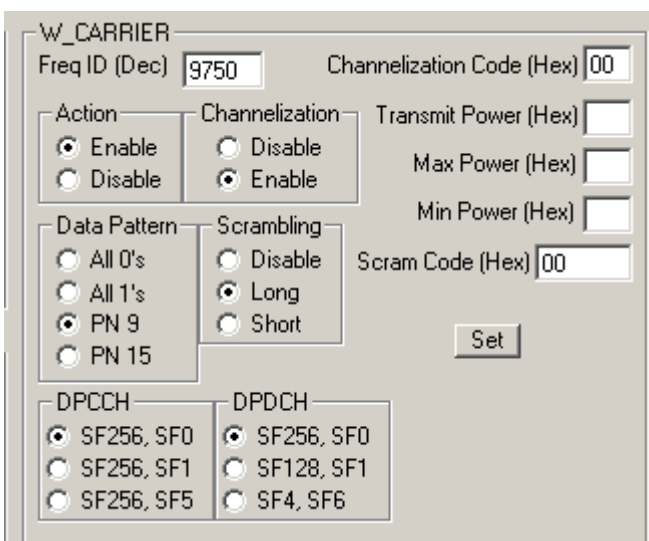 W_CARRIER
Freq ID (Dec) 9750
Channelization Code (Hex) 00
Action
Enable
Disable
Channelization
Disable
Enable
Transmit Power (Hex)
Max Power (Hex)
Min Power (Hex)
Scram Code (Hex) 00
Data Pattern
All 0's
All 1's
PN 9
PN 15
Scrambling
Disable
Long
Short
Set
DPCCH
SF256, SF0
SF256, SF1
SF256, SF5
DPDCH
SF256, SF0
SF128, SF1
SF4, SF6